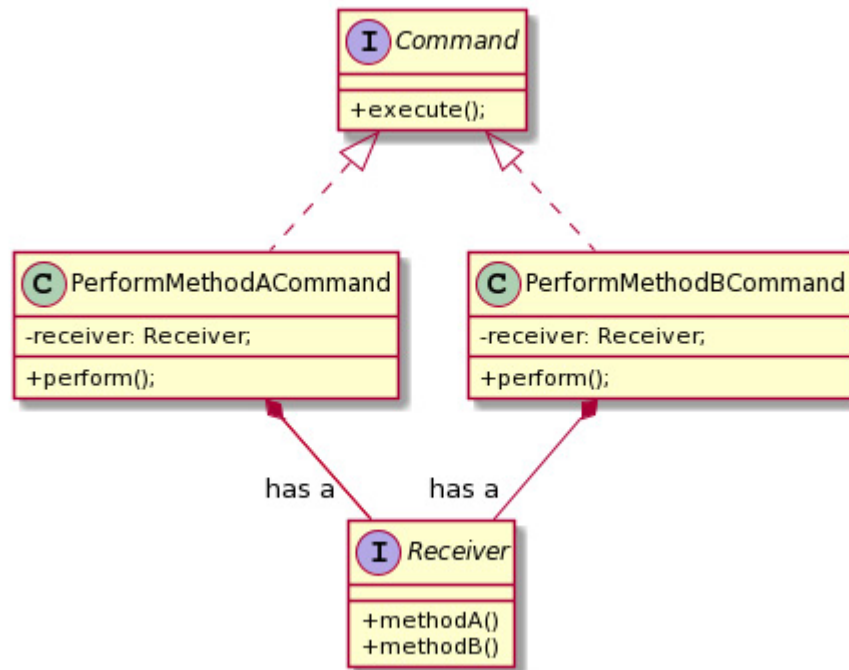 I Command
+execute();
C PerformMethodACommand
-receiver: Receiver;
+perform();
C PerformMethodBCommand
-receiver: Receiver;
+perform();
has a
has a
I Receiver
+methodA()
+methodB()